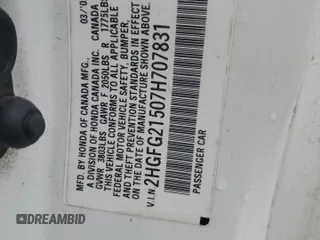 MFD. BY HONDA OF CANADA MFG., 03/0
A DIVISION OF HONDA CANADA INC.
GVWR 3803LBS GAWR F 2050LBS R 1775LBS
THIS VEHICLE CONFORMS TO ALL APPLICABLE
FEDERAL MOTOR VEHICLE SAFETY, BUMPER,
AND THEFT PREVENTION STANDARDS IN EFFECT
ON THE DATE OF MANUFACTURE SHOWN ABOVE.
V.I.N. 2HGFG21507H707831
PASSENGER CAR
DREAMBID